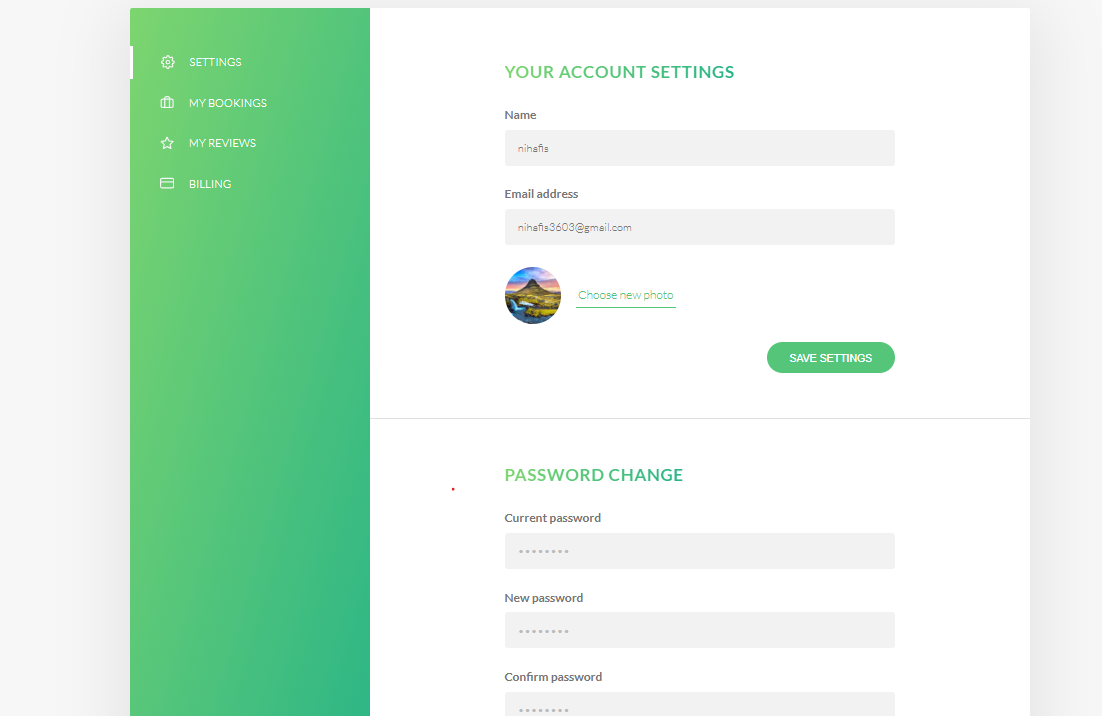 SETTINGS
MY BOOKINGS
MY REVIEWS
BILLING
YOUR ACCOUNT SETTINGS
Name
nihafis
Email address
nihafis3603@gmail.com
Choose new photo
SAVE SETTINGS
PASSWORD CHANGE
Current password
••••••••
New password
••••••••
Confirm password
••••••••